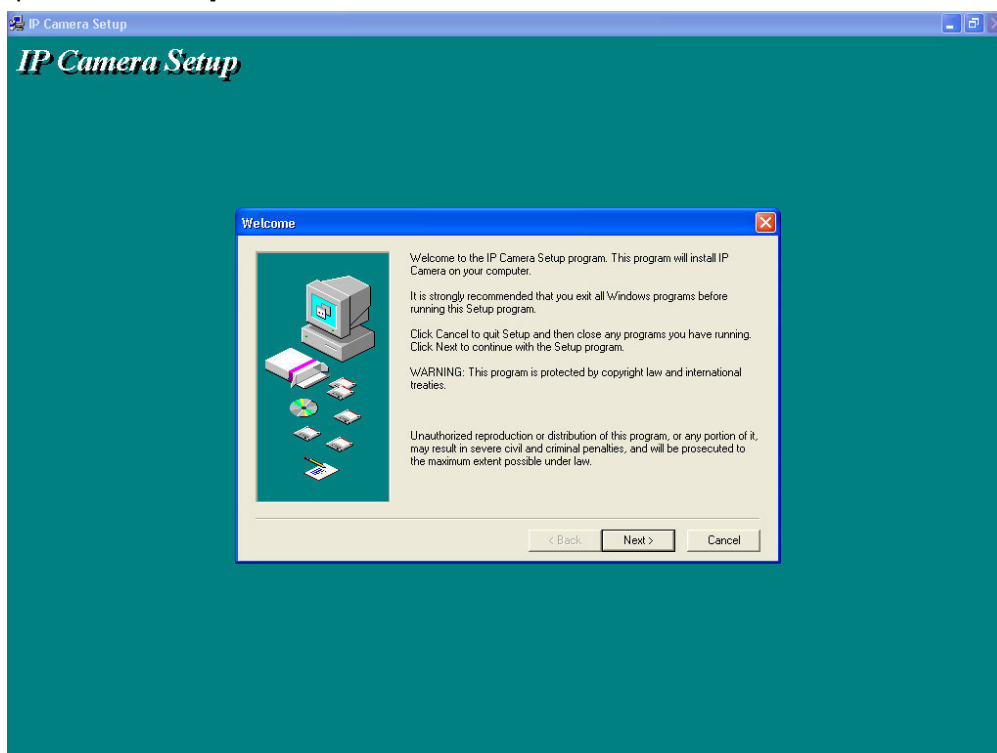 IP Camera Setup
IP Camera Setup
Welcome
Welcome to the IP Camera Setup program. This program will install IP
Camera on your computer.
It is strongly recommended that you exit all Windows programs before
running this Setup program.
Click Cancel to quit Setup and then close any programs you have running.
Click Next to continue with the Setup program.
WARNING: This program is protected by copyright law and international
treaties.
Unauthorized reproduction or distribution of this program, or any portion of it,
may result in severe civil and criminal penalties, and will be prosecuted to
the maximum extent possible under law.
< Back Next > Cancel